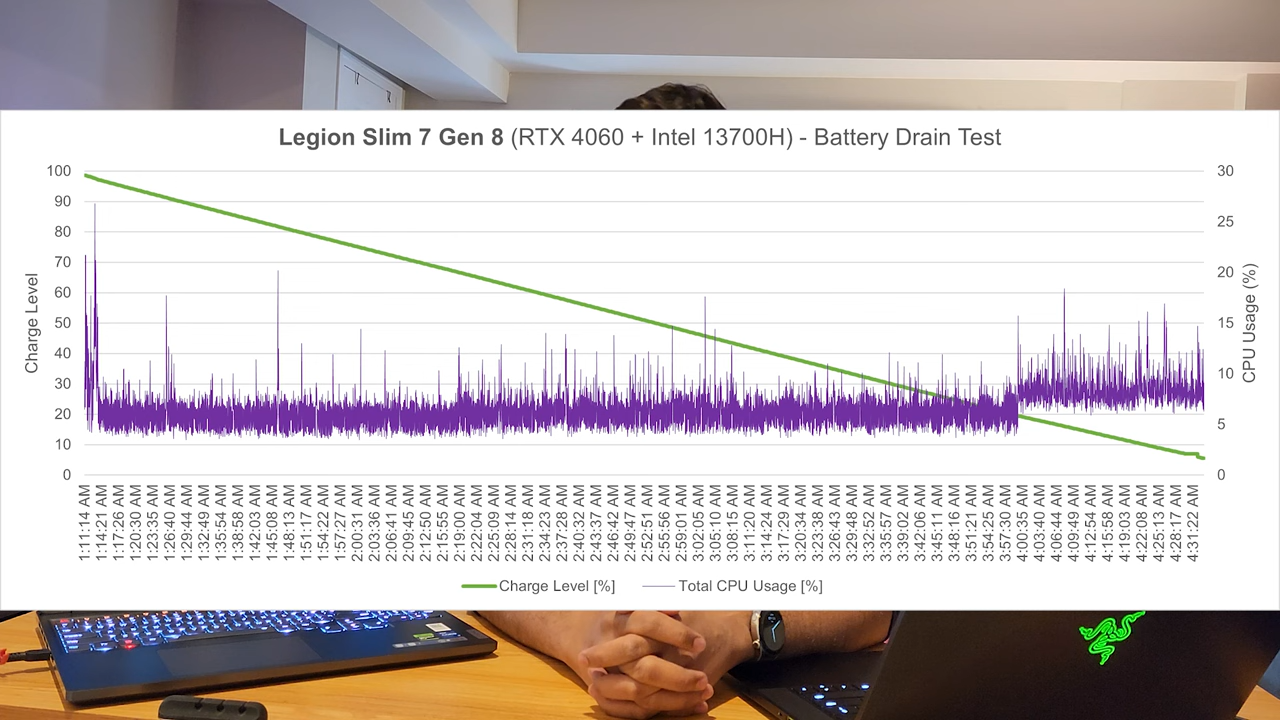 Legion Slim 7 Gen 8 (RTX 4060 + Intel 13700H) - Battery Drain Test
100
90
80
70
60
50
40
30
20
10
0
Charge Level
30
25
20
15
10
5
0
CPU Usage (%)
1:11:14 AM
1:14:21 AM
1:17:26 AM
1:20:30 AM
1:23:35 AM
1:26:40 AM
1:29:44 AM
1:32:49 AM
1:35:54 AM
1:38:58 AM
1:42:03 AM
1:45:08 AM
1:48:13 AM
1:51:17 AM
1:54:22 AM
1:57:27 AM
2:00:31 AM
2:03:36 AM
2:06:41 AM
2:09:45 AM
2:12:50 AM
2:15:55 AM
2:19:00 AM
2:22:04 AM
2:25:09 AM
2:28:14 AM
2:31:18 AM
2:34:23 AM
2:37:28 AM
2:40:32 AM
2:43:37 AM
2:46:42 AM
2:49:47 AM
2:52:51 AM
2:55:56 AM
2:59:01 AM
3:02:05 AM
3:05:10 AM
3:08:15 AM
3:11:20 AM
3:14:24 AM
3:17:29 AM
3:20:34 AM
3:23:38 AM
3:26:43 AM
3:29:48 AM
3:32:52 AM
3:35:57 AM
3:39:02 AM
3:42:06 AM
3:45:11 AM
3:48:16 AM
3:51:21 AM
3:54:25 AM
3:57:30 AM
4:00:35 AM
4:03:40 AM
4:06:44 AM
4:09:49 AM
4:12:54 AM
4:15:58 AM
4:19:03 AM
4:22:08 AM
4:25:13 AM
4:28:17 AM
4:31:22 AM
Charge Level [%]
Total CPU Usage [%]